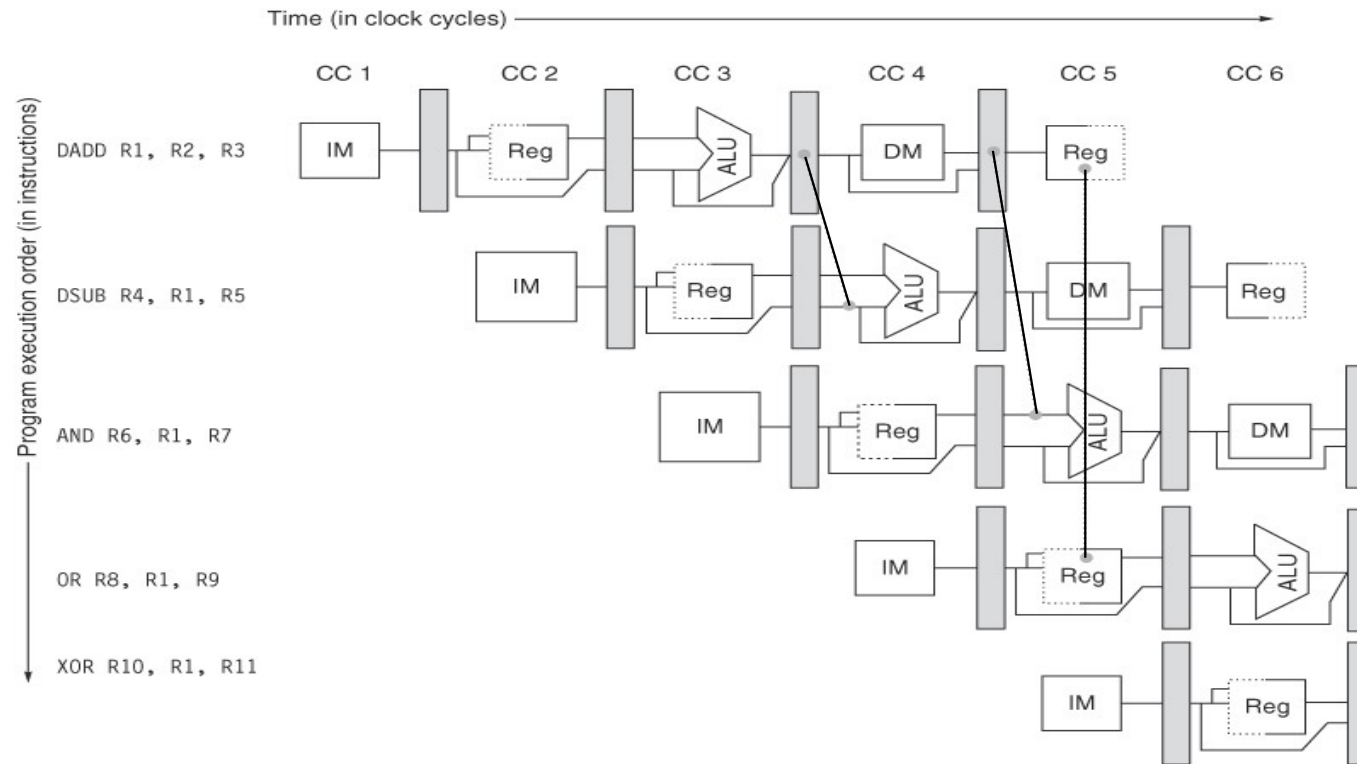 Time (in clock cycles)
CC 1 CC 2 CC 3 CC 4 CC 5 CC 6
Program execution order (in instructions)
DADD R1, R2, R3 IM Reg ALU DM Reg
DSUB R4, R1, R5 IM Reg ALU DM Reg
AND R6, R1, R7 IM Reg ALU DM
OR R8, R1, R9 IM Reg ALU
XOR R10, R1, R11 IM Reg